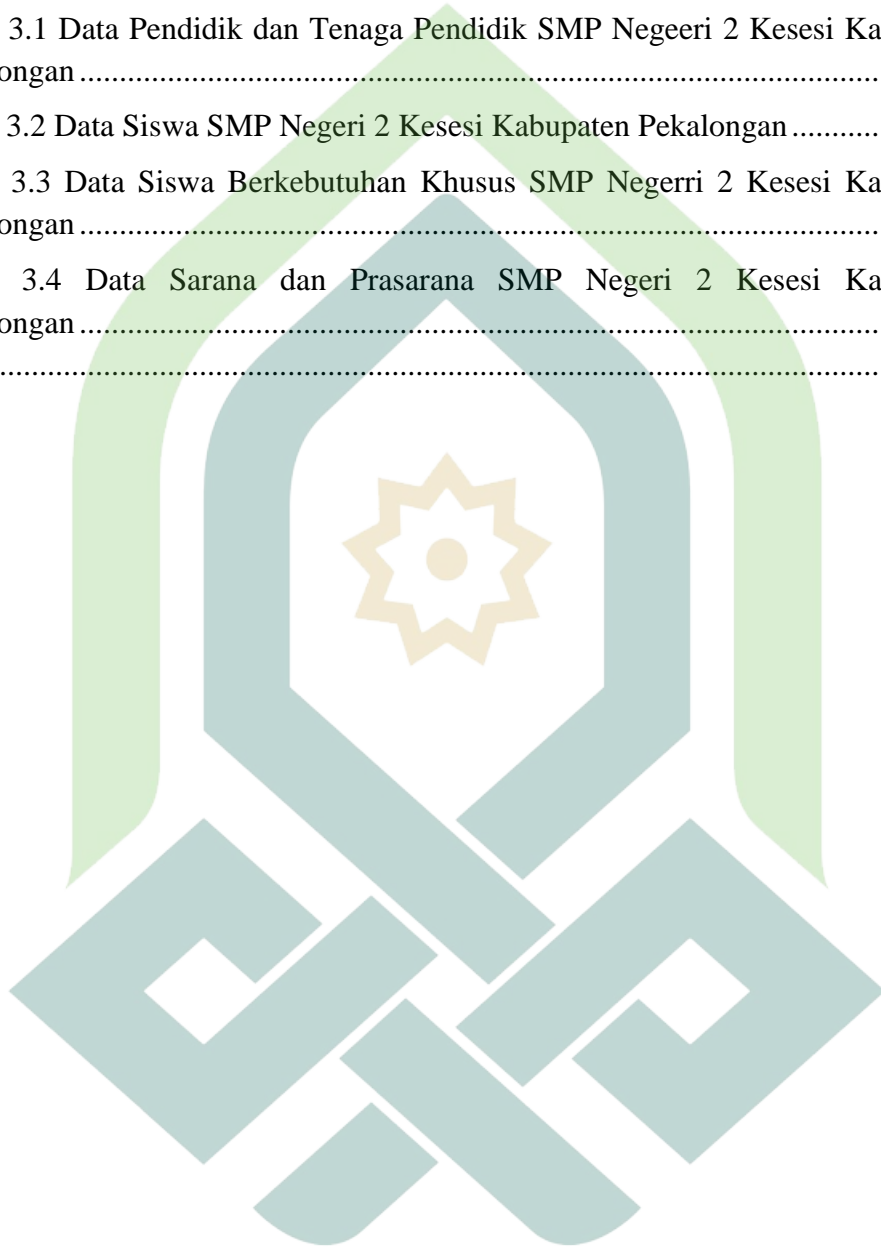 3.1 Data Pendidik dan Tenaga Pendidik SMP Negeeri 2 Kesesi Ka
ongan ....................................................................................................
3.2 Data Siswa SMP Negeri 2 Kesesi Kabupaten Pekalongan ...........
3.3 Data Siswa Berkebutuhan Khusus SMP Negerri 2 Kesesi Ka
ongan ....................................................................................................
3.4 Data Sarana dan Prasarana SMP Negeri 2 Kesesi Ka
ongan ....................................................................................................
..............................................................................................................